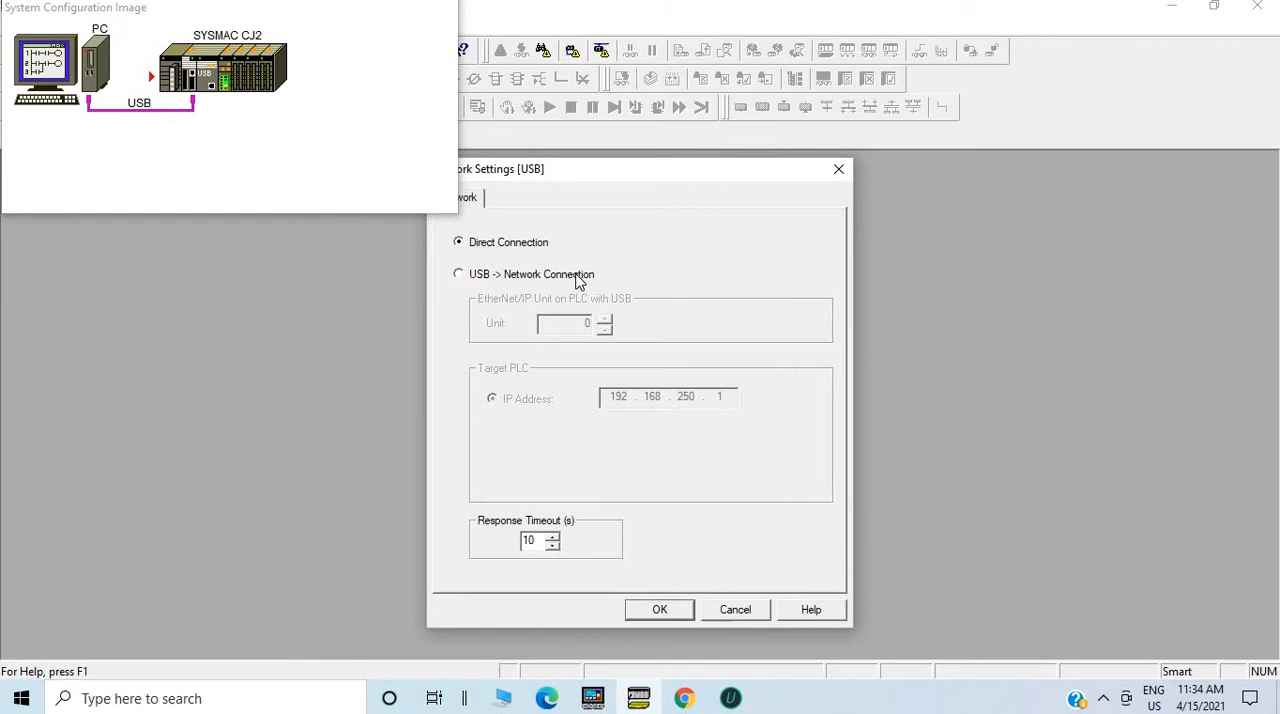 System Configuration Image
PC
SYSMAC CJ2
USB
USB
ork Settings [USB]
work
Direct Connection
USB -> Network Connection
EtherNet/IP Unit on PLC with USB
Unit:
0
Target PLC
IP Address:
192 . 168 . 250 . 1
Response Timeout (s)
10
OK
Cancel
Help
For Help, press F1
Smart
NUM
Type here to search
ENG
US
11:34 AM
4/15/2021